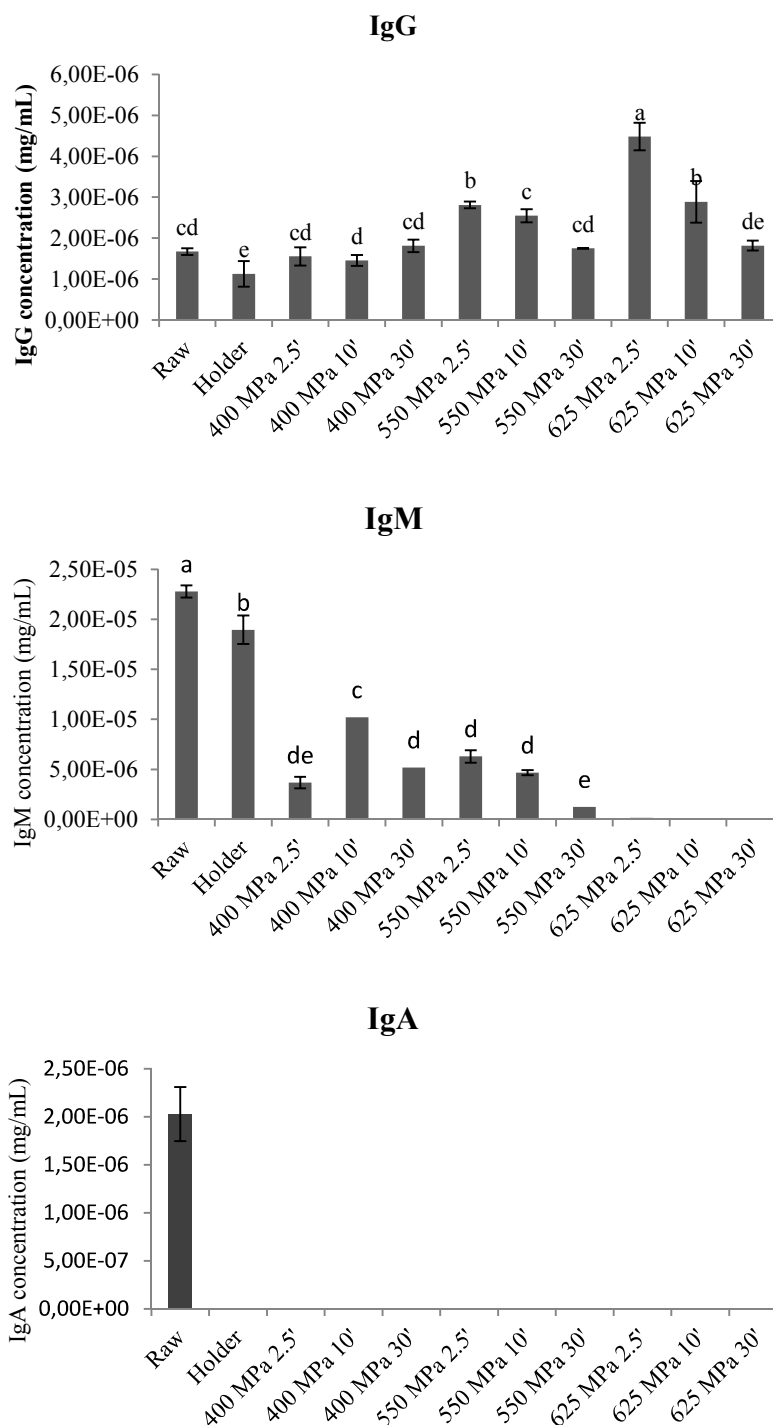 IgG
IgG concentration (mg/mL)
6,00E-06
5,00E-06
4,00E-06
3,00E-06
2,00E-06
1,00E-06
0,00E+00
cd
e
cd
d
cd
b
c
cd
a
b
de
Raw
Holder
400 MPa 2.5'
400 MPa 10'
400 MPa 30'
550 MPa 2.5'
550 MPa 10'
550 MPa 30'
625 MPa 2.5'
625 MPa 10'
625 MPa 30'
IgM
IgM concentration (mg/mL)
2,50E-05
2,00E-05
1,50E-05
1,00E-05
5,00E-06
0,00E+00
a
b
de
c
d
d
d
e
Raw
Holder
400 MPa 2.5'
400 MPa 10'
400 MPa 30'
550 MPa 2.5'
550 MPa 10'
550 MPa 30'
625 MPa 2.5'
625 MPa 10'
625 MPa 30'
IgA
IgA concentration (mg/mL)
2,50E-06
2,00E-06
1,50E-06
1,00E-06
5,00E-07
0,00E+00
Raw
Holder
400 MPa 2.5'
400 MPa 10'
400 MPa 30'
550 MPa 2.5'
550 MPa 10'
550 MPa 30'
625 MPa 2.5'
625 MPa 10'
625 MPa 30'